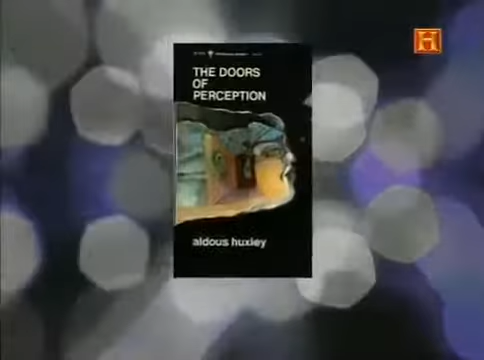 THE DOORS
OF
PERCEPTION
aldous huxley
H